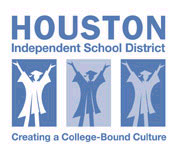 HOUSTON
Independent School District
Creating a College-Bound Culture